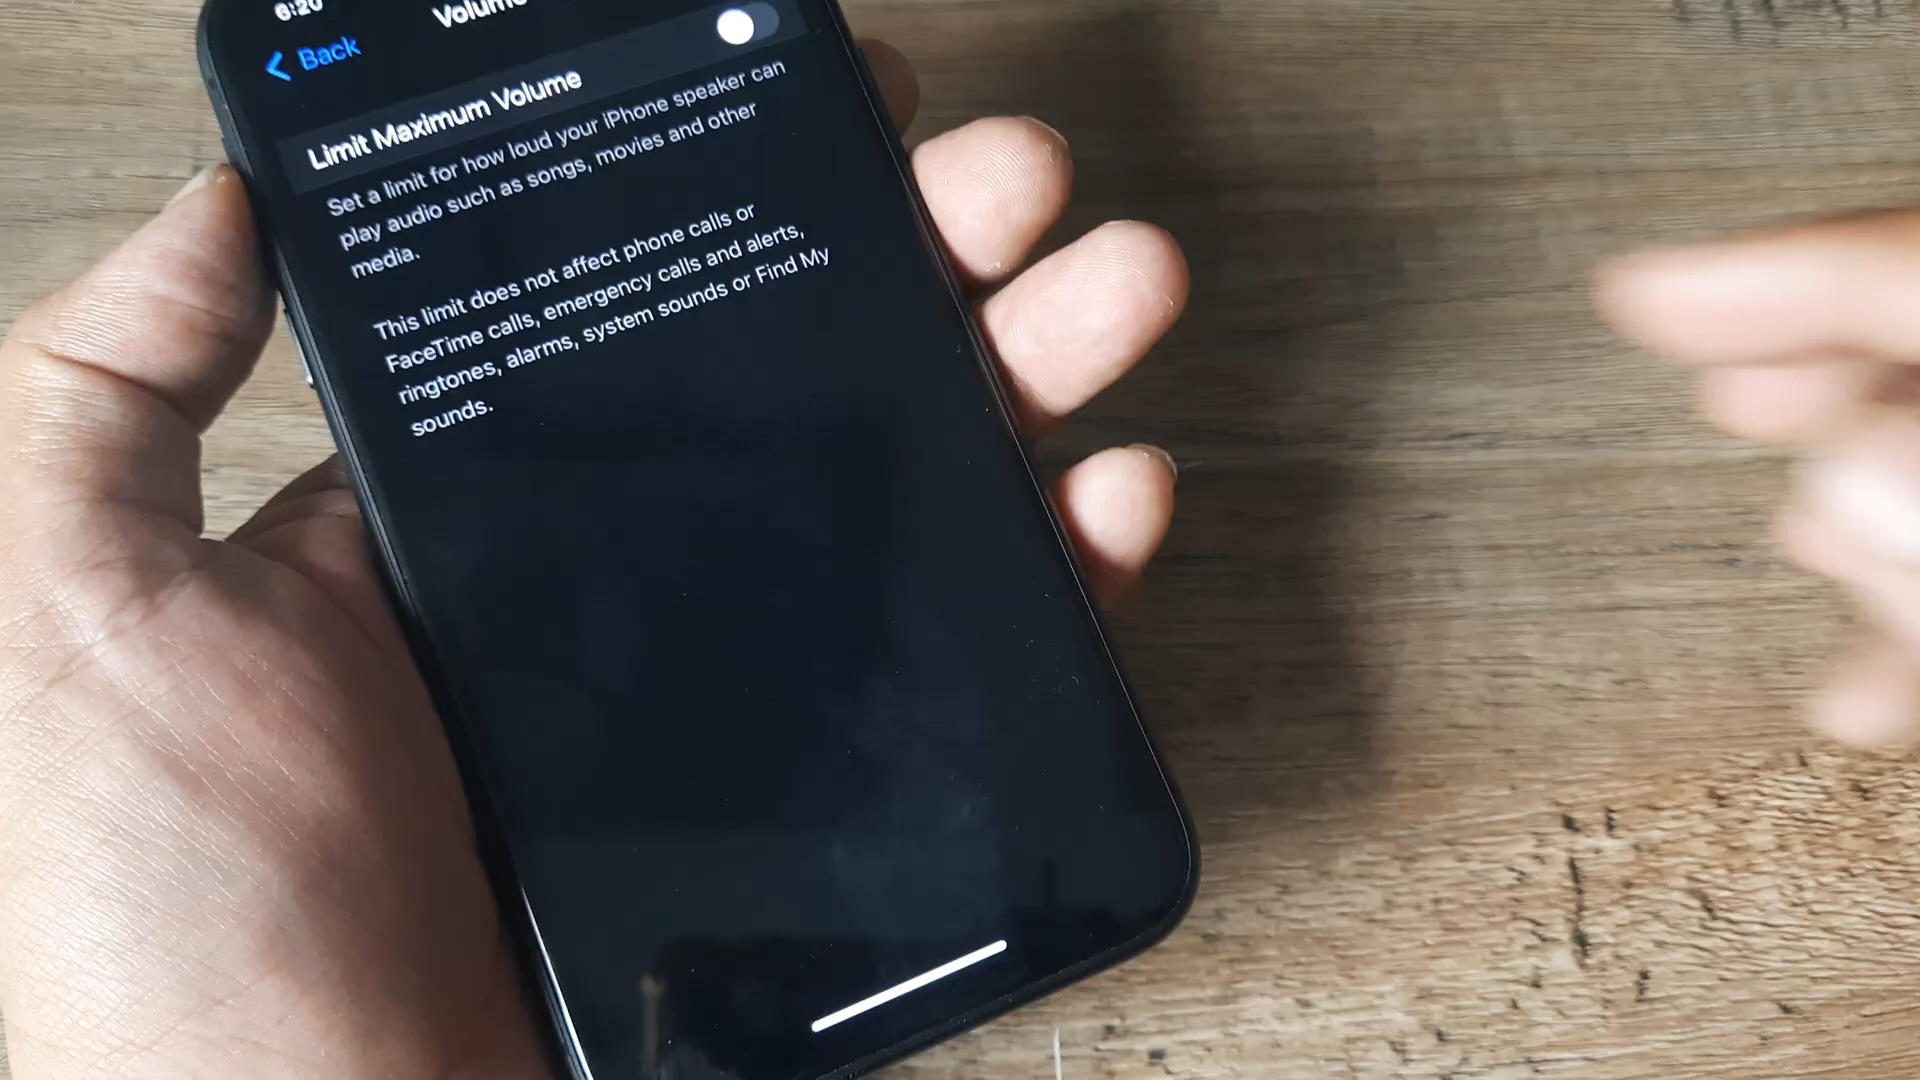 6:20
Volume
Back
Limit Maximum Volume
Set a limit for how loud your iPhone speaker can
play audio such as songs, movies and other
media.
This limit does not affect phone calls or
FaceTime calls, emergency calls and alerts,
ringtones, alarms, system sounds or Find My
sounds.